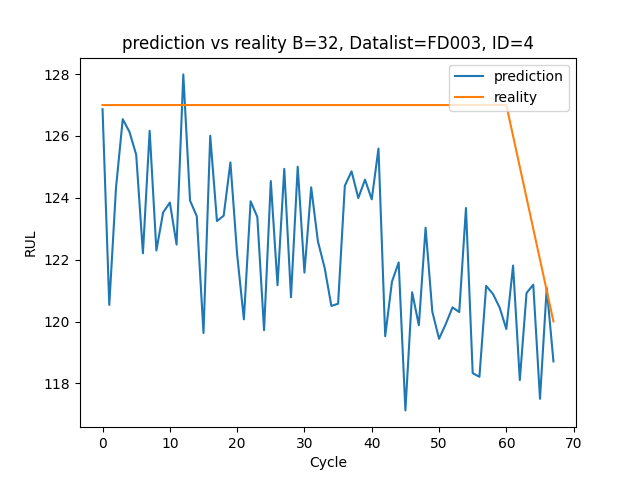 prediction vs reality B=32, Datalist=FD003, ID=4
prediction
reality
128
126
124
122
120
118
RUL
0 10 20 30 40 50 60 70
Cycle